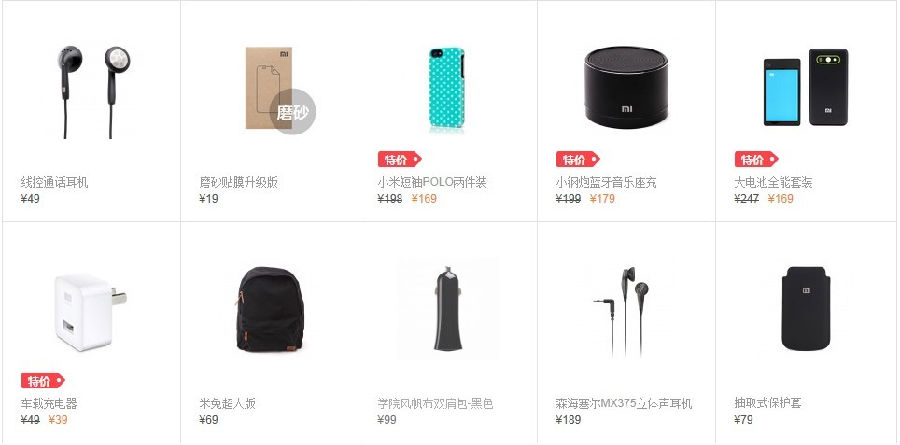 mi
磨砂
mi
mi
特价
特价
特价
线控通话耳机
磨砂贴膜升级版
小米短袖POLO两件装
小钢炮蓝牙音乐座充
大电池全能套装
¥49
¥19
¥198 ¥169
¥199 ¥179
¥247 ¥169
特价
车载充电器
米兔超人版
学院风帆布双肩包-黑色
森海塞尔MX375立体声耳机
抽取式保护套
¥49 ¥39
¥69
¥99
¥189
¥79